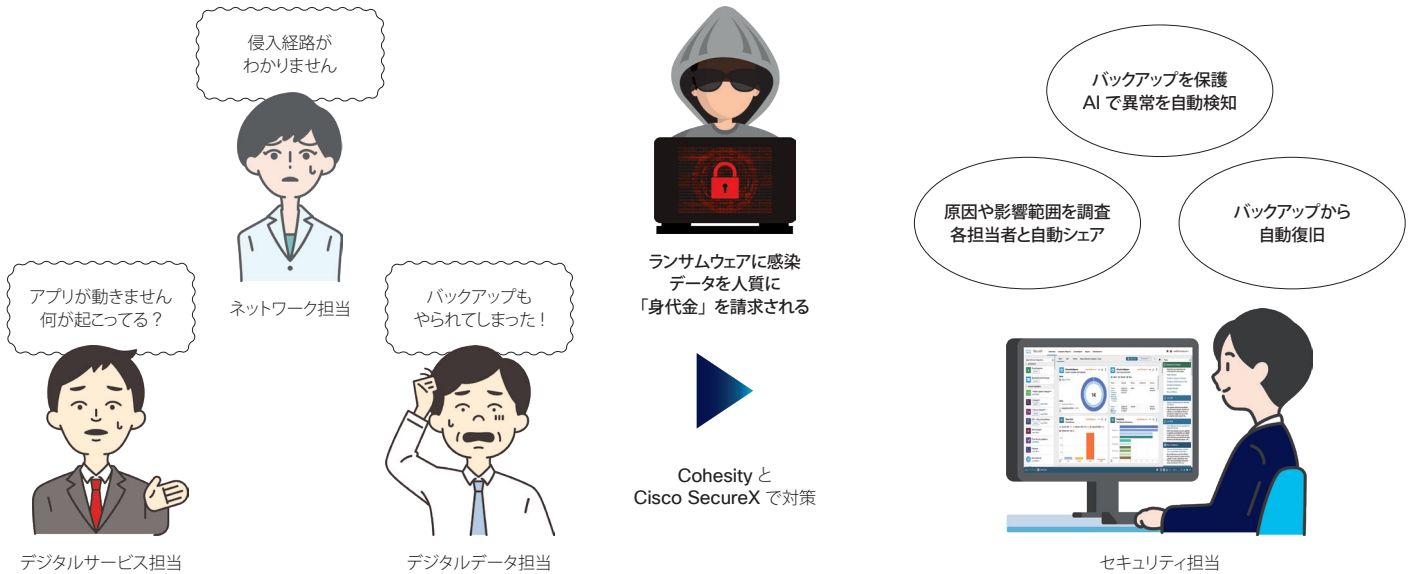 侵入経路が
わかりません
ネットワーク担当
アプリが動きません
何が起こってる？
デジタルサービス担当
バックアップも
やられてしまった！
デジタルデータ担当
ランサムウェアに感染
データを人質に
「身代金」を請求される
Cohesity と
Cisco SecureX で対策
バックアップを保護
AI で異常を自動検知
原因や影響範囲を調査
各担当者と自動シェア
バックアップから
自動復旧
セキュリティ担当